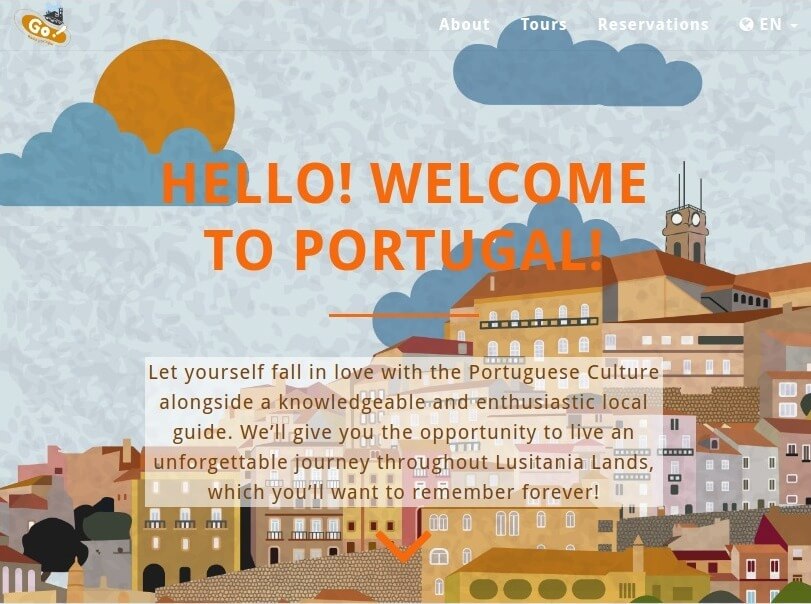 Go!
About Tours Reservations EN
HELLO! WELCOME
TO PORTUGAL!
Let yourself fall in love with the Portuguese Culture
alongside a knowledgeable and enthusiastic local
guide. We'll give you the opportunity to live an
unforgettable journey throughout Lusitania Lands,
which you'll want to remember forever!